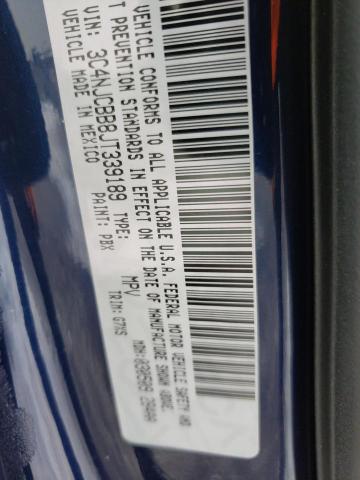 VEHICLE CONFORMS TO ALL APPLICABLE U.S.A. FEDERAL MOTOR VEHICLE SAFETY AND
T PREVENTION STANDARDS IN EFFECT ON THE DATE OF MANUFACTURE SHOWN ABOVE.
VIN: 3C4NJCBB8JT339189 TYPE: MPV
VEHICLE MADE IN MEXICO PAINT: PBX TRIM: G7XS